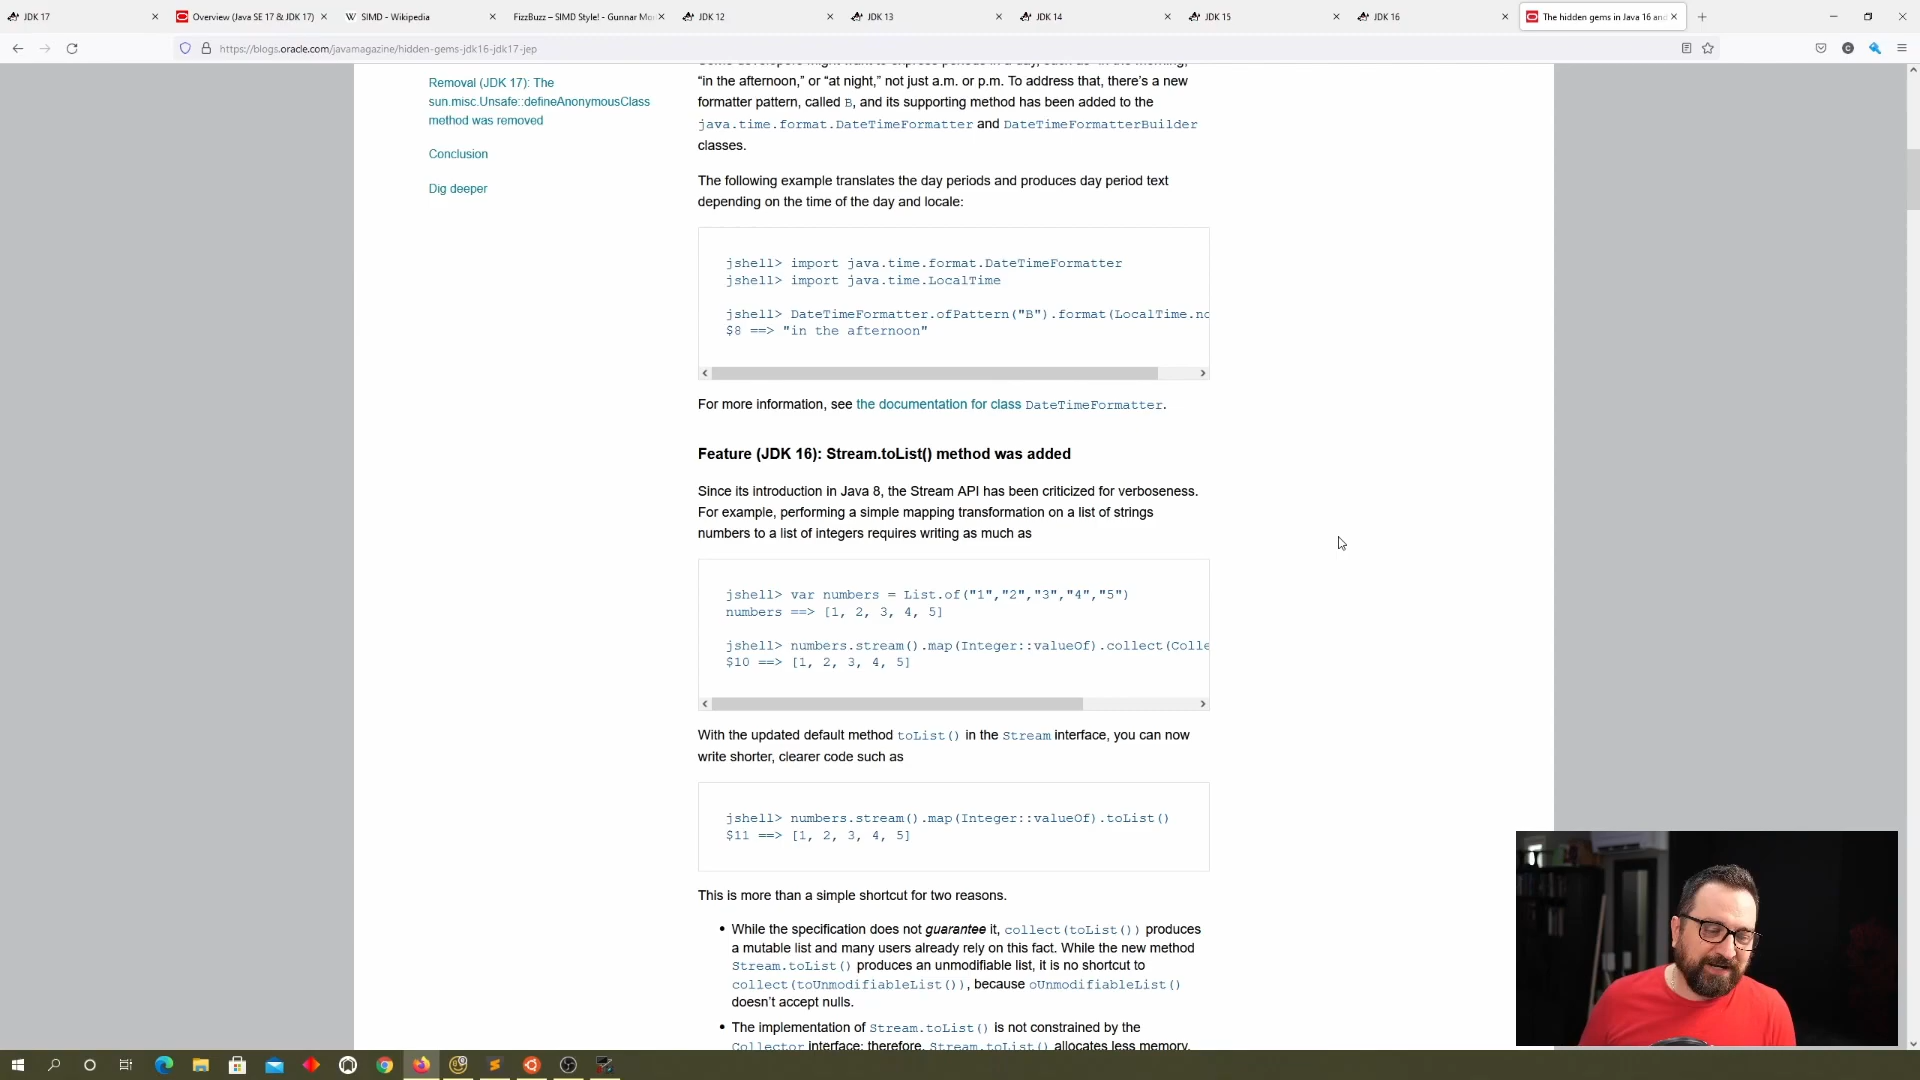 JDK 17
Overview (Java SE 17 & JDK 17)
SIMD - Wikipedia
FizzBuzz – SIMD Style! - Gunnar Mo
JDK 12
JDK 13
JDK 14
JDK 15
JDK 16
The hidden gems in Java 16 and
https://blogs.oracle.com/javamagazine/hidden-gems-jdk16-jdk17-jep
Removal (JDK 17): The
sun.misc.Unsafe::defineAnonymousClass
method was removed
Conclusion
Dig deeper
“in the afternoon,” or “at night,” not just a.m. or p.m. To address that, there’s a new
formatter pattern, called B, and its supporting method has been added to the
java.time.format.DateTimeFormatter and DateTimeFormatterBuilder
classes.
The following example translates the day periods and produces day period text
depending on the time of the day and locale:
jshell> import java.time.format.DateTimeFormatter
jshell> import java.time.LocalTime
jshell> DateTimeFormatter.ofPattern("B").format(LocalTime.no
$8 ==> "in the afternoon"
For more information, see the documentation for class DateTimeFormatter.
Feature (JDK 16): Stream.toList() method was added
Since its introduction in Java 8, the Stream API has been criticized for verboseness.
For example, performing a simple mapping transformation on a list of strings
numbers to a list of integers requires writing as much as
jshell> var numbers = List.of("1","2","3","4","5")
numbers ==> [1, 2, 3, 4, 5]
jshell> numbers.stream().map(Integer::valueOf).collect(Colle
$10 ==> [1, 2, 3, 4, 5]
With the updated default method toList() in the Stream interface, you can now
write shorter, clearer code such as
jshell> numbers.stream().map(Integer::valueOf).toList()
$11 ==> [1, 2, 3, 4, 5]
This is more than a simple shortcut for two reasons.
• While the specification does not guarantee it, collect(toList()) produces
a mutable list and many users already rely on this fact. While the new method
Stream.toList() produces an unmodifiable list, it is no shortcut to
collect(toUnmodifiableList()), because oUnmodifiableList()
doesn’t accept nulls.
• The implementation of Stream.toList() is not constrained by the
Collector interface; therefore, Stream.toList() allocates less memory.